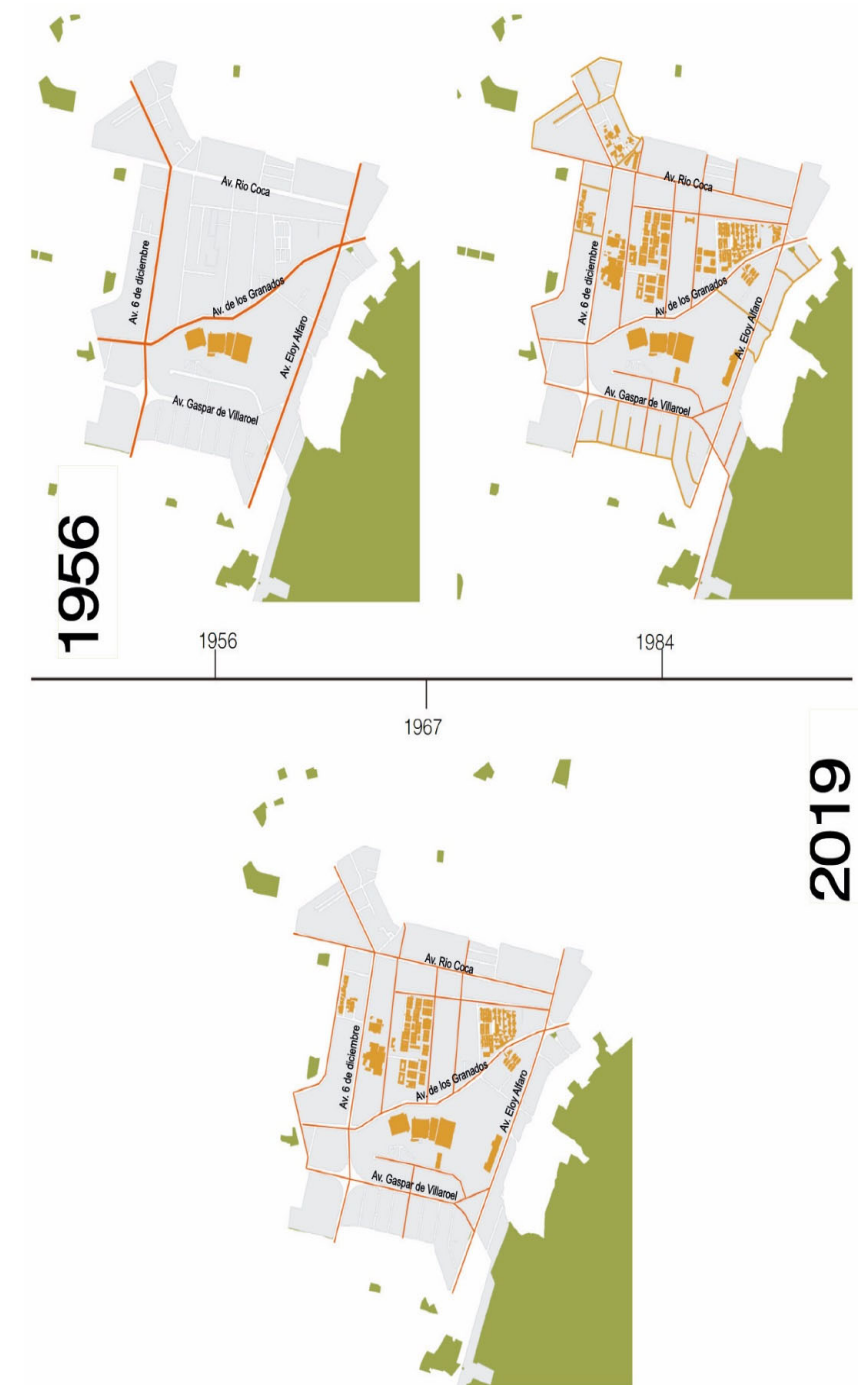 Av. Rio Coca
Av. 6 de diciembre
Av. de los Granados
Av. Eloy Alfaro
Av. Gaspar de Villaroel
1956
Av. Rio Coca
Av. 6 de diciembre
Av. de los Granados
Av. Eloy Alfaro
Av. Gaspar de Villaroel
1956
1984
1967
2019
Av. Rio Coca
Av. 6 de diciembre
Av. de los Granados
Av. Eloy Alfaro
Av. Gaspar de Villaroel